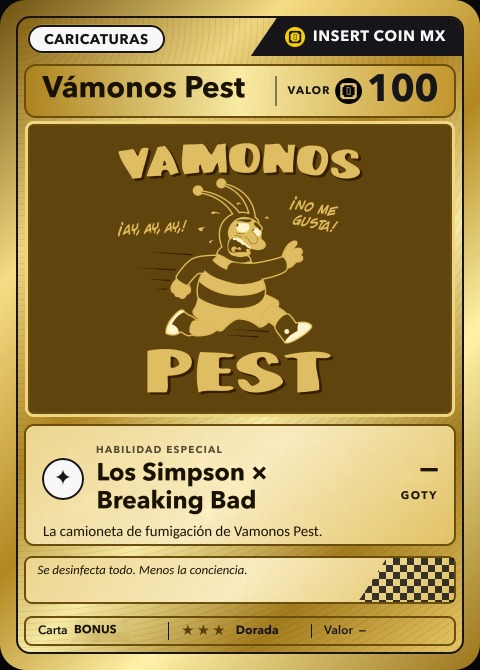 CARICATURAS
INSERT COIN MX
Vámonos Pest
VALOR 100
VAMONOS
¡AY, AY, AY,!
¡NO ME
GUSTA!
PEST
HABILIDAD ESPECIAL
Los Simpson ×
Breaking Bad
—
GOTY
La camioneta de fumigación de Vamonos Pest.
Se desinfecta todo. Menos la conciencia.
Carta BONUS
★ ★ ★ Dorada
Valor —